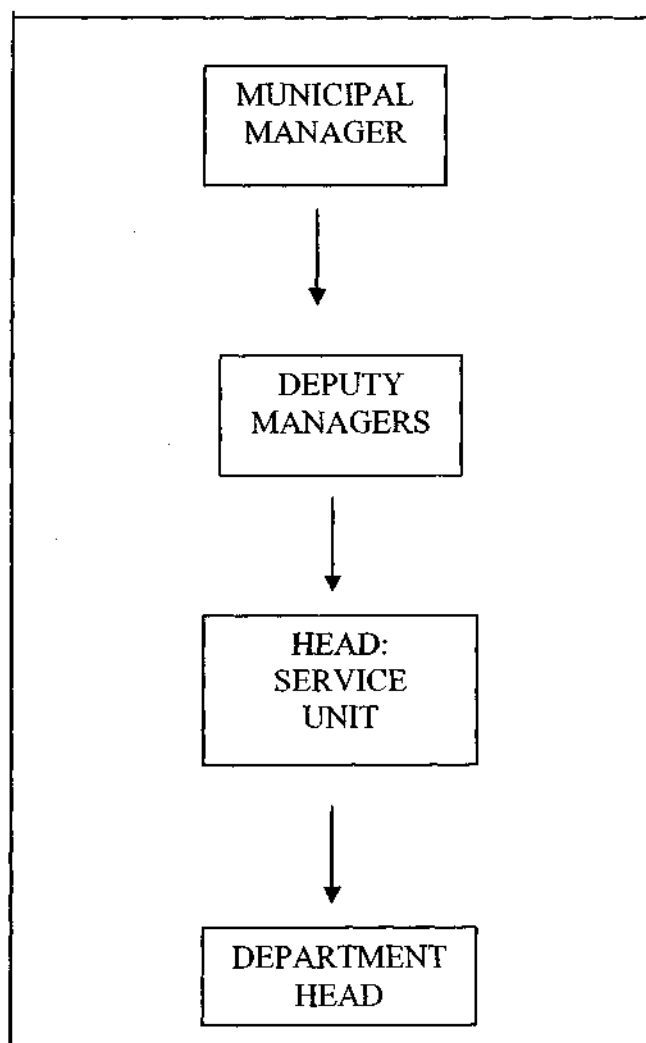 MUNICIPAL
MANAGER
DEPUTY
MANAGERS
HEAD:
SERVICE
UNIT
DEPARTMENT
HEAD